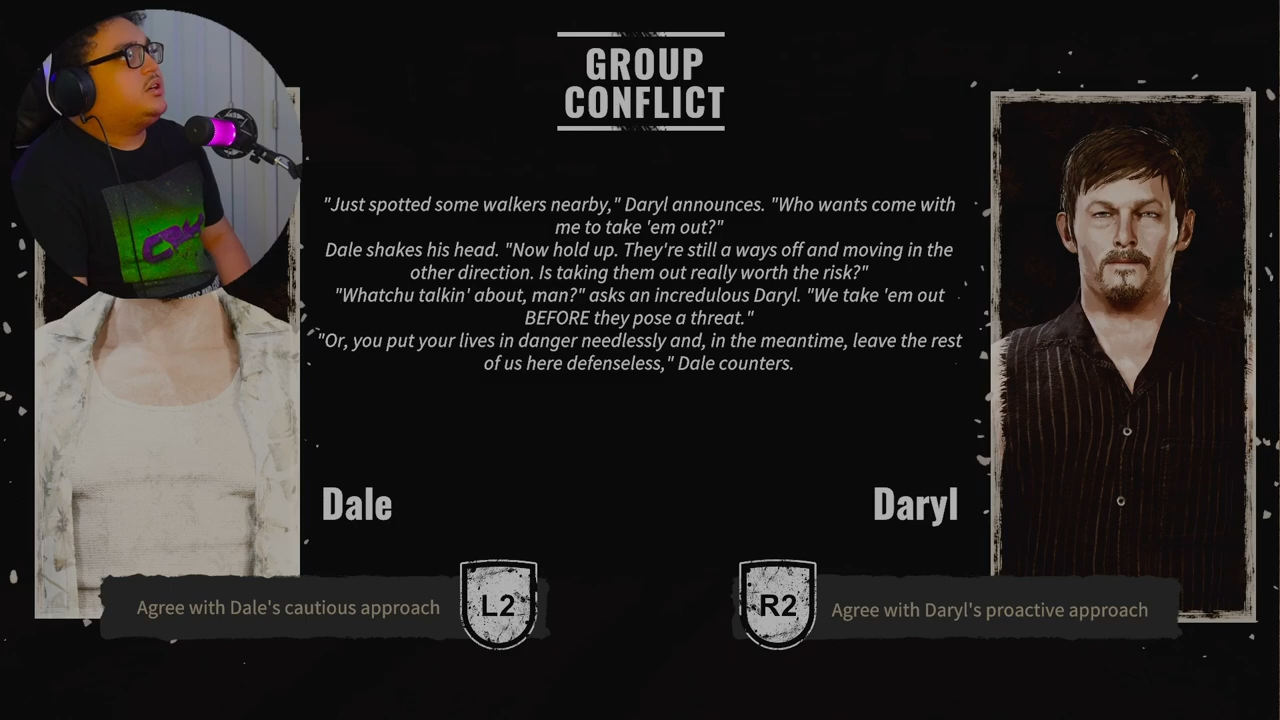 GROUP
CONFLICT
"Just spotted some walkers nearby," Daryl announces. "Who wants come with
me to take 'em out?"
Dale shakes his head. "Now hold up. They're still a ways off and moving in the
other direction. Is taking them out really worth the risk?"
"Whatchu talkin' about, man?" asks an incredulous Daryl. "We take 'em out
BEFORE they pose a threat."
"Or, you put your lives in danger needlessly and, in the meantime, leave the rest
of us here defenseless," Dale counters.
Dale
Daryl
Agree with Dale's cautious approach
L2
R2
Agree with Daryl's proactive approach